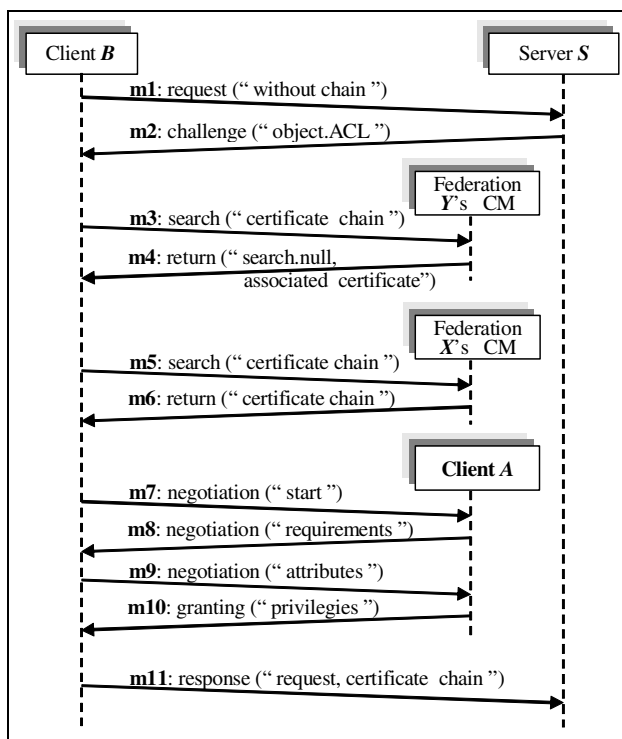 Client B
Server S
m1: request (“ without chain ”)
m2: challenge (“ object.ACL ”)
Federation
Y’s CM
m3: search (“ certificate chain ”)
m4: return (“ search.null,
associated certificate”)
Federation
X’s CM
m5: search (“ certificate chain ”)
m6: return (“ certificate chain ”)
Client A
m7: negotiation (“ start ”)
m8: negotiation (“ requirements ”)
m9: negotiation (“ attributes ”)
m10: granting (“ privilegies ”)
m11: response (“ request, certificate chain ”)